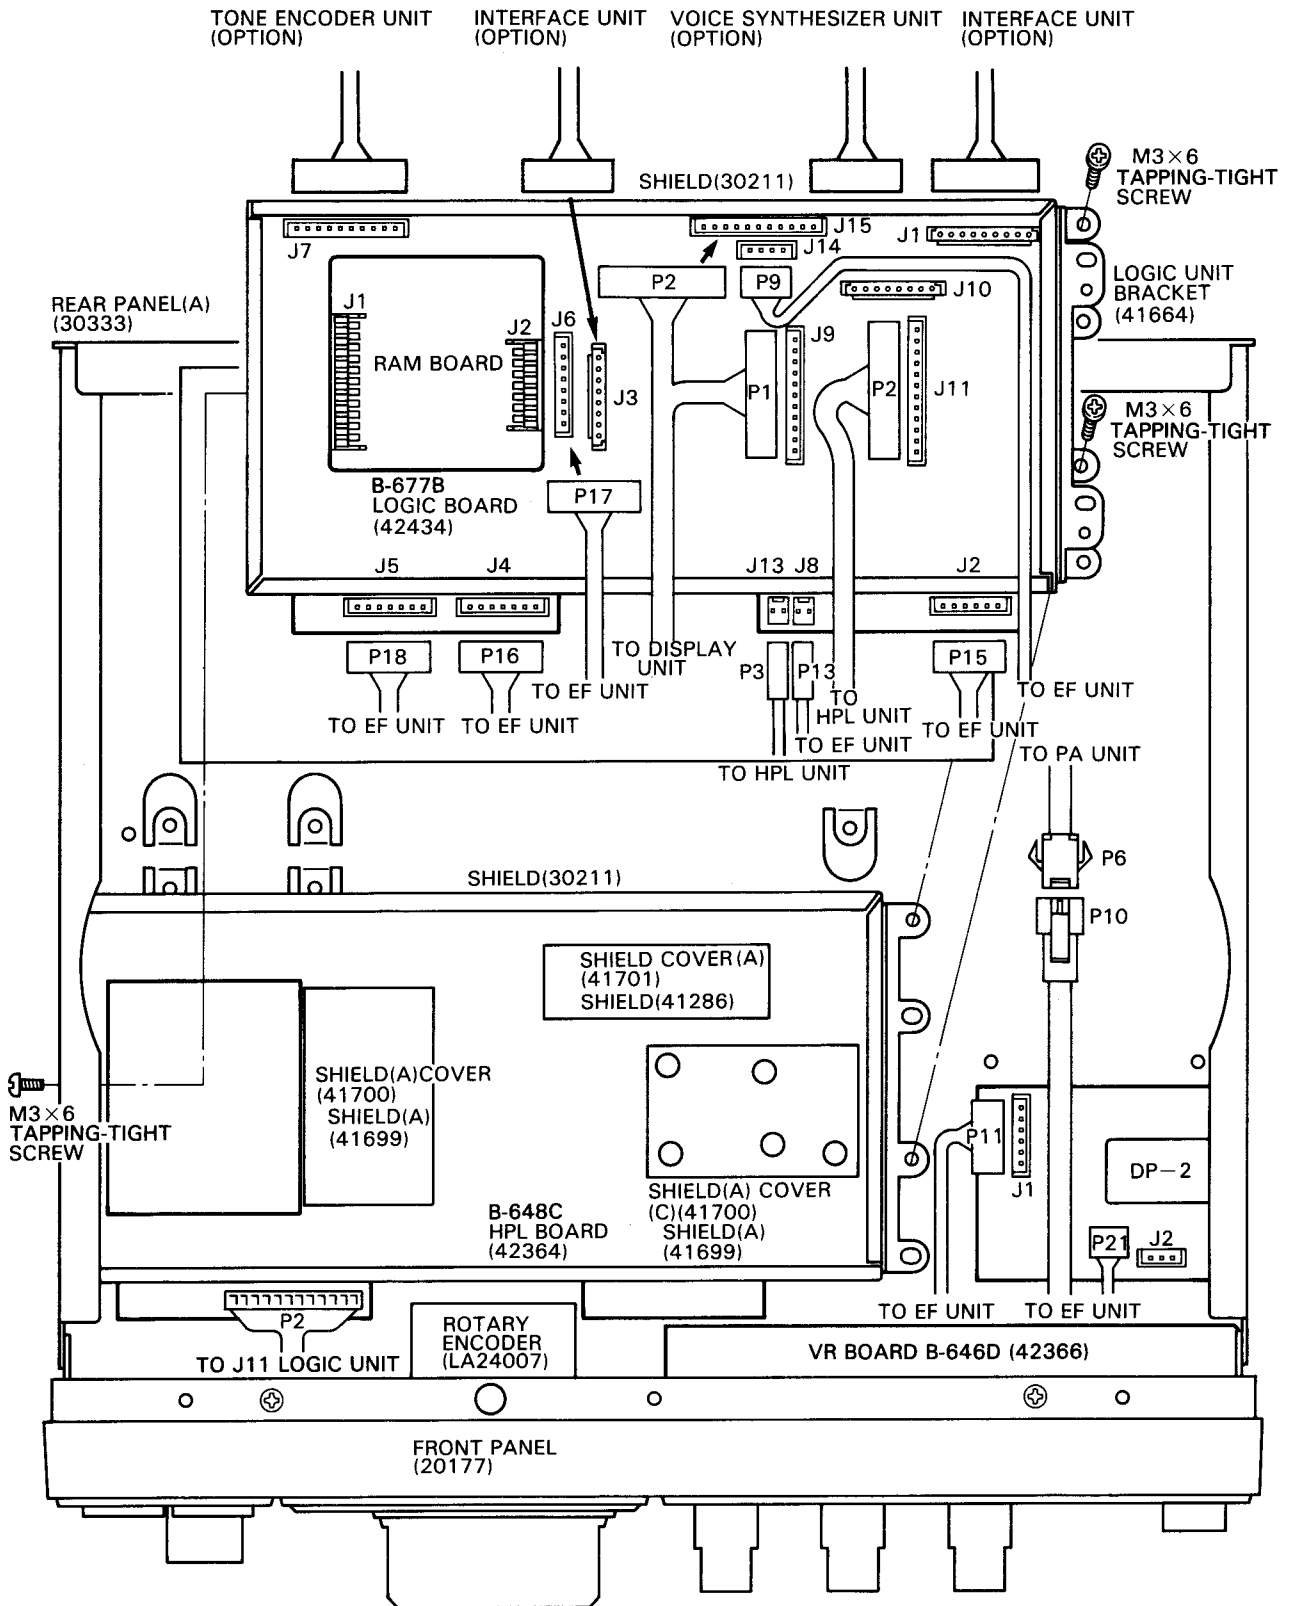 TONE ENCODER UNIT
(OPTION)
INTERFACE UNIT
(OPTION)
VOICE SYNTHESIZER UNIT
(OPTION)
INTERFACE UNIT
(OPTION)
M3×6
TAPPING-TIGHT
SCREW
SHIELD(30211)
J7
J15
J14
J1
P2
P9
J10
LOGIC UNIT
BRACKET
(41664)
REAR PANEL(A)
(30333)
J1
J2
J6
J9
RAM BOARD
J3
P1
P2
J11
M3×6
TAPPING-TIGHT
SCREW
B-677B
LOGIC BOARD
(42434)
P17
J5
J4
J13
J8
J2
P18
P16
TO DISPLAY
UNIT
P3
P13
P15
TO EF UNIT
TO EF UNIT
TO EF UNIT
TO EF UNIT
TO
HPL UNIT
TO EF UNIT
TO EF UNIT
TO HPL UNIT
TO PA UNIT
P6
SHIELD(30211)
P10
SHIELD COVER(A)
(41701)
SHIELD(41286)
SHIELD(A)COVER
(41700)
SHIELD(A)
(41699)
M3×6
TAPPING-TIGHT
SCREW
P11
J1
DP-2
SHIELD(A) COVER
(C)(41700)
SHIELD(A)
(41699)
B-648C
HPL BOARD
(42364)
P21
J2
TO EF UNIT
TO EF UNIT
P2
TO J11 LOGIC UNIT
ROTARY
ENCODER
(LA24007)
VR BOARD B-646D (42366)
FRONT PANEL
(20177)